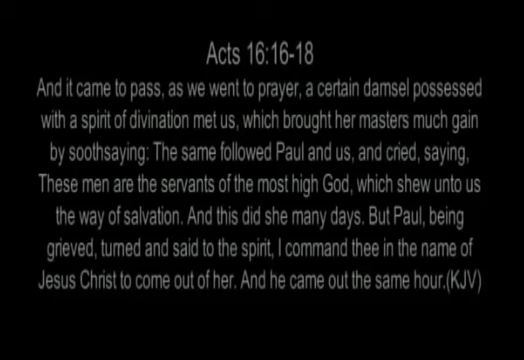 Acts 16:16-18
And it came to pass, as we went to prayer, a certain damsel possessed
with a spirit of divination met us, which brought her masters much gain
by soothsaying: The same followed Paul and us, and cried, saying,
These men are the servants of the most high God, which shew unto us
the way of salvation. And this did she many days. But Paul, being
grieved, turned and said to the spirit, I command thee in the name of
Jesus Christ to come out of her. And he came out the same hour.(KJV)